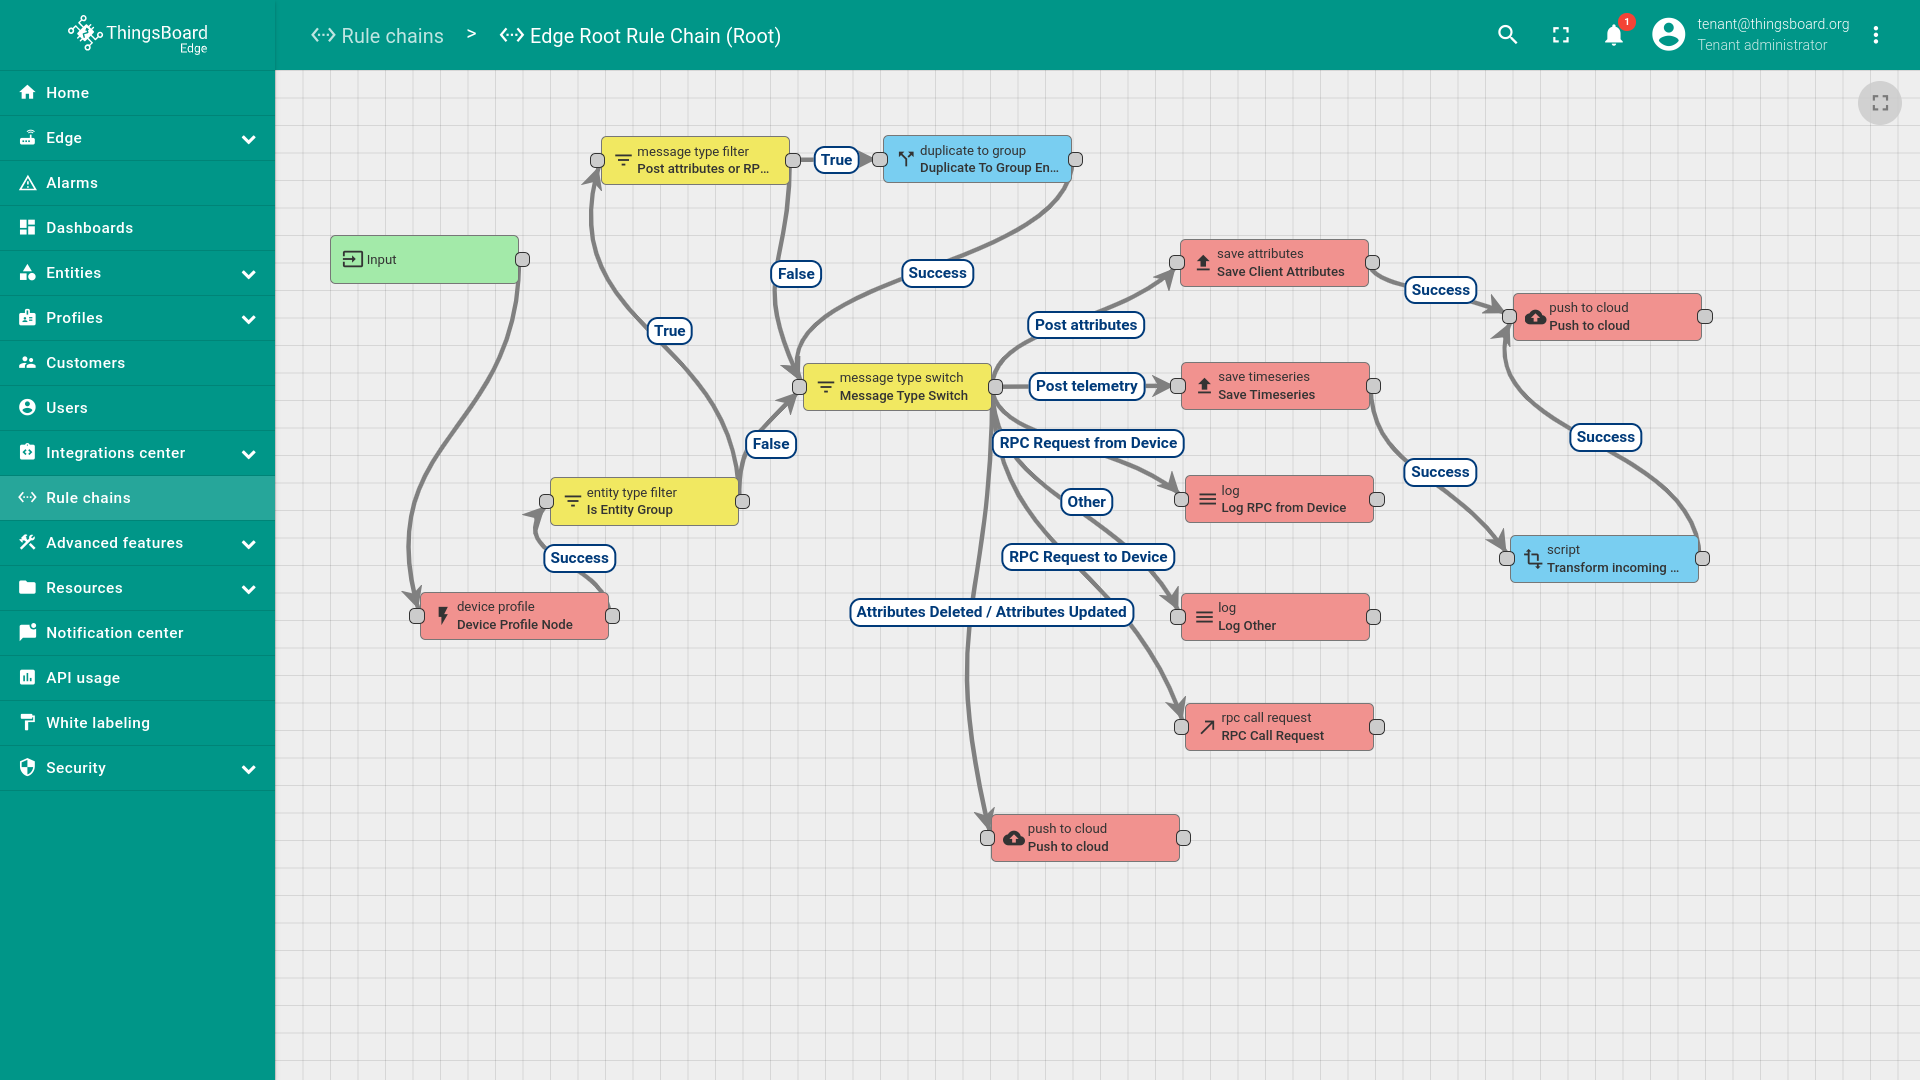 ThingsBoard
Edge
Rule chains
>
Edge Root Rule Chain (Root)
1
tenant@thingsboard.org
Tenant administrator
Home
Edge
Alarms
Dashboards
Entities
Profiles
Customers
Users
Integrations center
Rule chains
Advanced features
Resources
Notification center
API usage
White labeling
Security
message type filter
Post attributes or RP...
True
duplicate to group
Duplicate To Group En...
Input
False
Success
save attributes
Save Client Attributes
Success
push to cloud
Push to cloud
True
Post attributes
message type switch
Message Type Switch
Post telemetry
save timeseries
Save Timeseries
False
RPC Request from Device
Success
Success
entity type filter
Is Entity Group
Other
log
Log RPC from Device
Success
RPC Request to Device
script
Transform incoming ...
device profile
Device Profile Node
Attributes Deleted / Attributes Updated
log
Log Other
rpc call request
RPC Call Request
push to cloud
Push to cloud